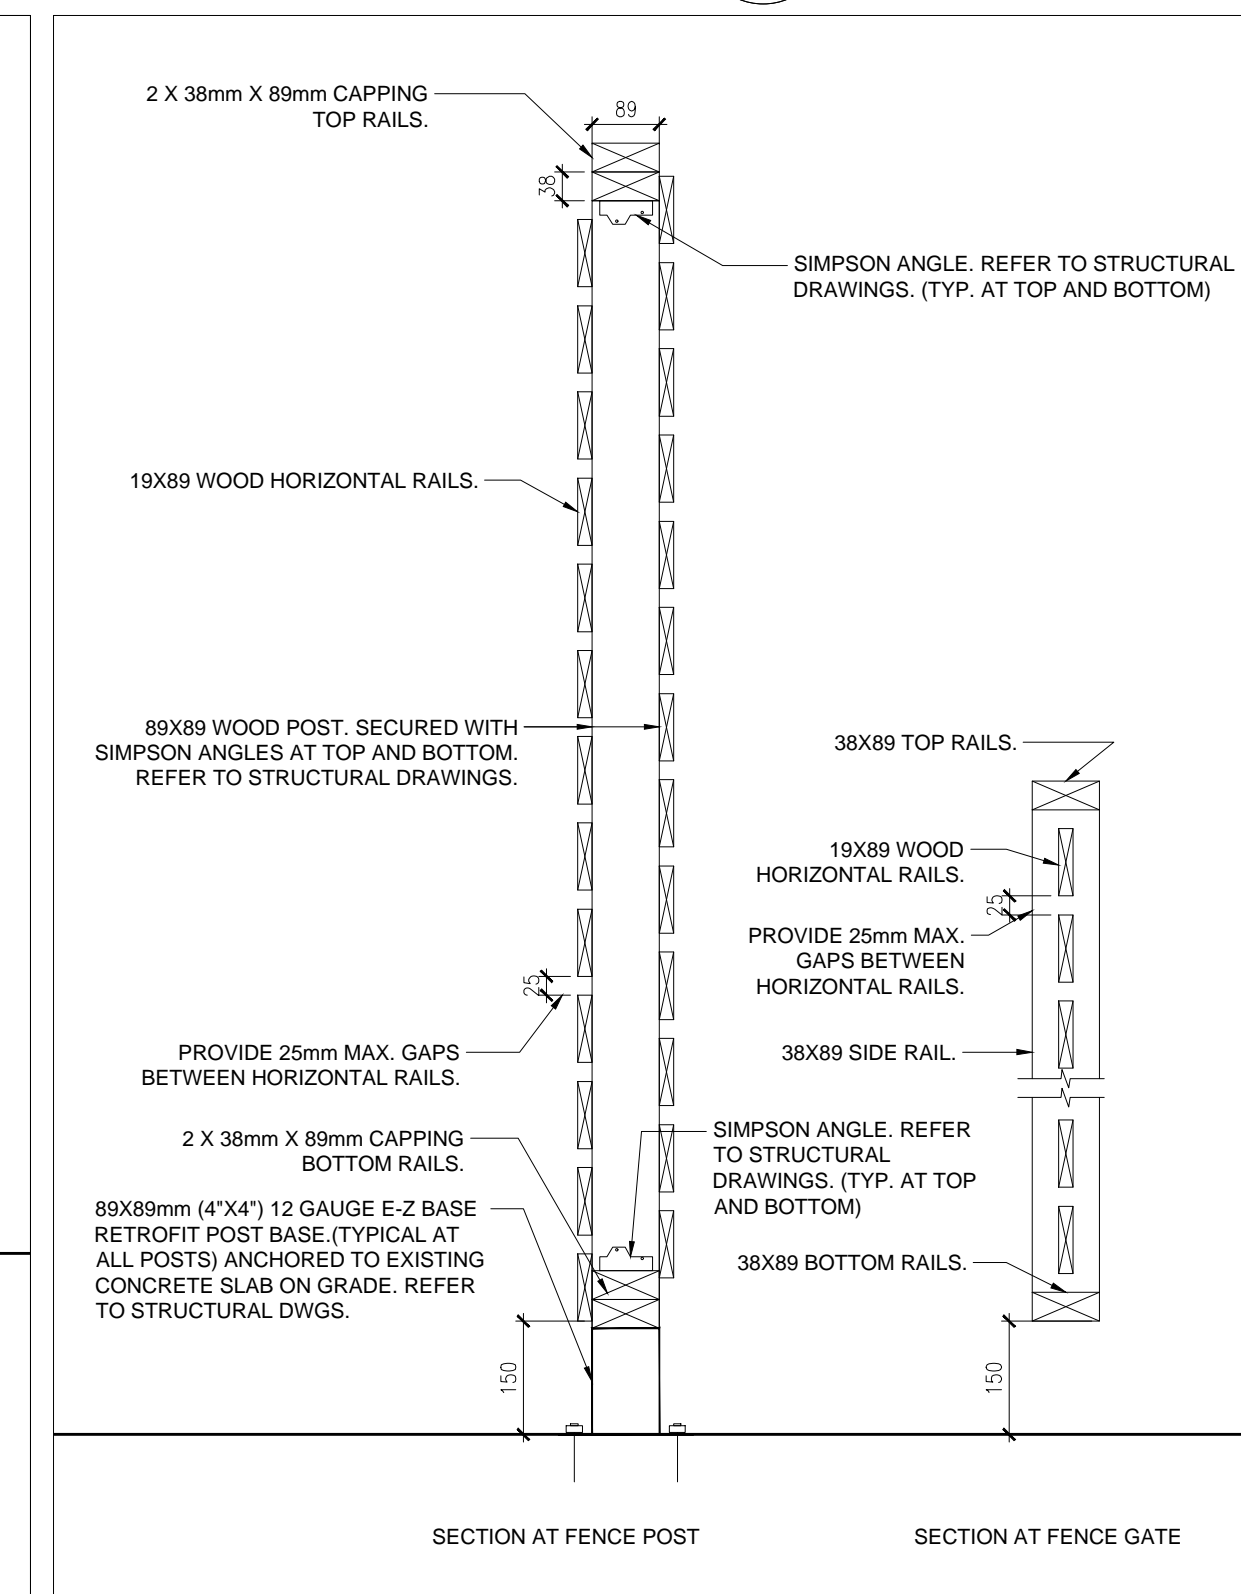 2 X 38mm X 89mm CAPPING
TOP RAILS.
89
38
SIMPSON ANGLE. REFER TO STRUCTURAL
DRAWINGS. (TYP. AT TOP AND BOTTOM)
19X89 WOOD HORIZONTAL RAILS.
89X89 WOOD POST. SECURED WITH
SIMPSON ANGLES AT TOP AND BOTTOM.
REFER TO STRUCTURAL DRAWINGS.
25
PROVIDE 25mm MAX. GAPS
BETWEEN HORIZONTAL RAILS.
2 X 38mm X 89mm CAPPING
BOTTOM RAILS.
89X89mm (4"X4") 12 GAUGE E-Z BASE
RETROFIT POST BASE.(TYPICAL AT
ALL POSTS) ANCHORED TO EXISTING
CONCRETE SLAB ON GRADE. REFER
TO STRUCTURAL DWGS.
SIMPSON ANGLE. REFER
TO STRUCTURAL
DRAWINGS. (TYP. AT TOP
AND BOTTOM)
150
SECTION AT FENCE POST
38X89 TOP RAILS.
19X89 WOOD
HORIZONTAL RAILS.
25
PROVIDE 25mm MAX.
GAPS BETWEEN
HORIZONTAL RAILS.
38X89 SIDE RAIL.
38X89 BOTTOM RAILS.
150
SECTION AT FENCE GATE